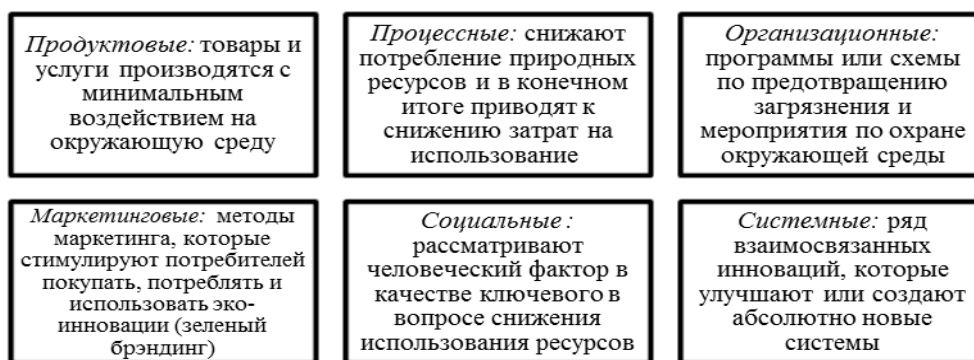 Продуктовые: товары и
услуги производятся с
минимальным
воздействием на
окружающую среду
Процессные: снижают
потребление природных
ресурсов и в конечном
итоге приводят к
снижению затрат на
использование
Организационные:
программы или схемы
по предотвращению
загрязнения и
мероприятия по охране
окружающей среды
Маркетинговые: методы
маркетинга, которые
стимулируют потребителей
покупать, потреблять и
использовать эко-
инновации (зеленый
брэндинг)
Социальные :
рассматривают
человеческий фактор в
качестве ключевого в
вопросе снижения
использования ресурсов
Системные: ряд
взаимосвязанных
инноваций, которые
улучшают или создают
абсолютно новые
системы